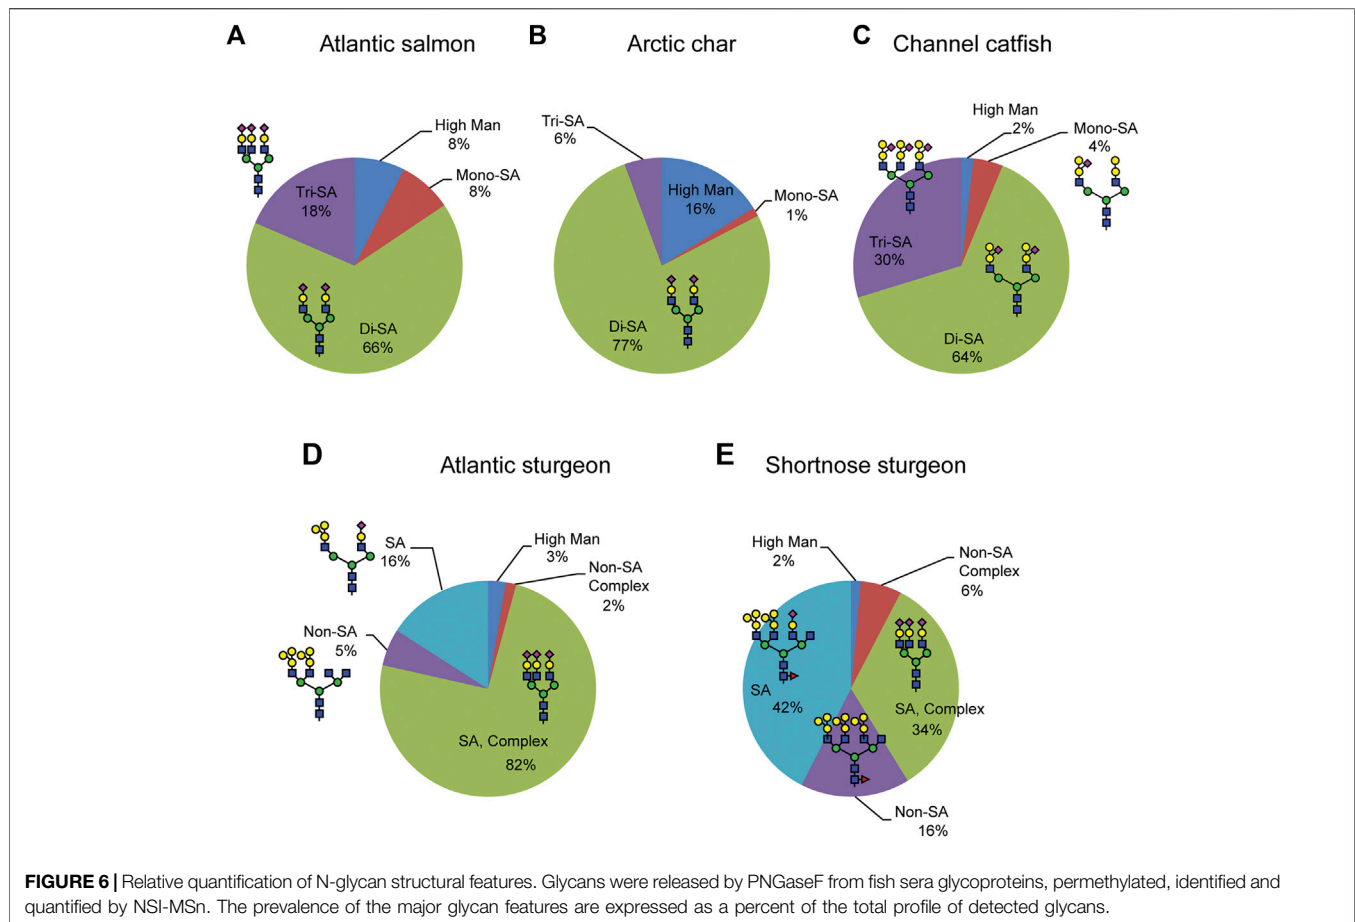 A Atlantic salmon
High Man
8%
Mono-SA
8%
Tri-SA
18%
Di-SA
66%
B Arctic char
Tri-SA
6%
High Man
16%
Mono-SA
1%
Di-SA
77%
C Channel catfish
High Man
2%
Mono-SA
4%
Tri-SA
30%
Di-SA
64%
D Atlantic sturgeon
SA
16%
High Man
3%
Non-SA
Complex
2%
Non-SA
5%
SA, Complex
82%
E Shortnose sturgeon
High Man
2%
Non-SA
Complex
6%
SA
42%
SA, Complex
34%
Non-SA
16%
FIGURE 6 | Relative quantification of N-glycan structural features. Glycans were released by PNGaseF from fish sera glycoproteins, permethylated, identified and
quantified by NSI-MSn. The prevalence of the major glycan features are expressed as a percent of the total profile of detected glycans.